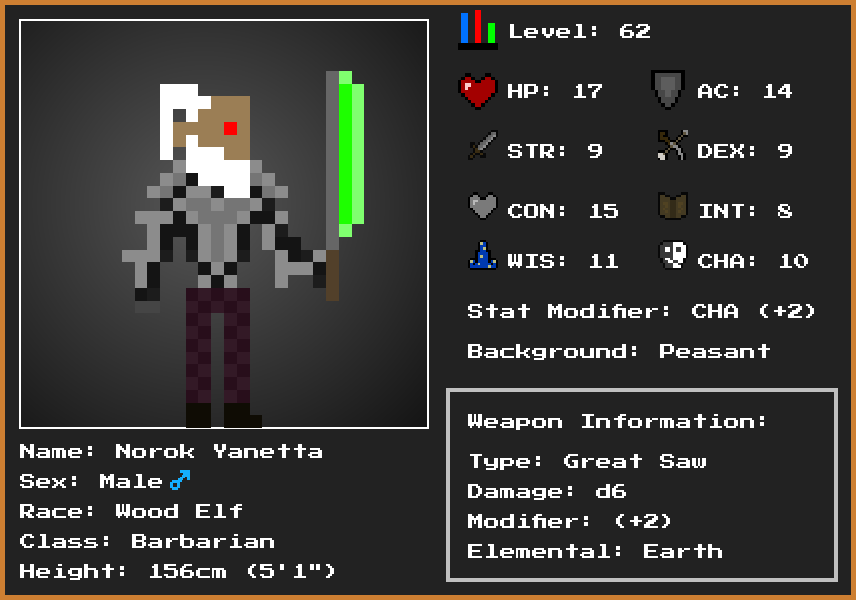 Level: 62
HP: 17
AC: 14
STR: 9
DEX: 9
CON: 15
INT: 8
WIS: 11
CHA: 10
Stat Modifier: CHA (+2)
Background: Peasant
Weapon Information:
Type: Great Saw
Damage: d6
Modifier: (+2)
Elemental: Earth
Name: Norok Yanetta
Sex: Male ♂
Race: Wood Elf
Class: Barbarian
Height: 156cm (5'1")